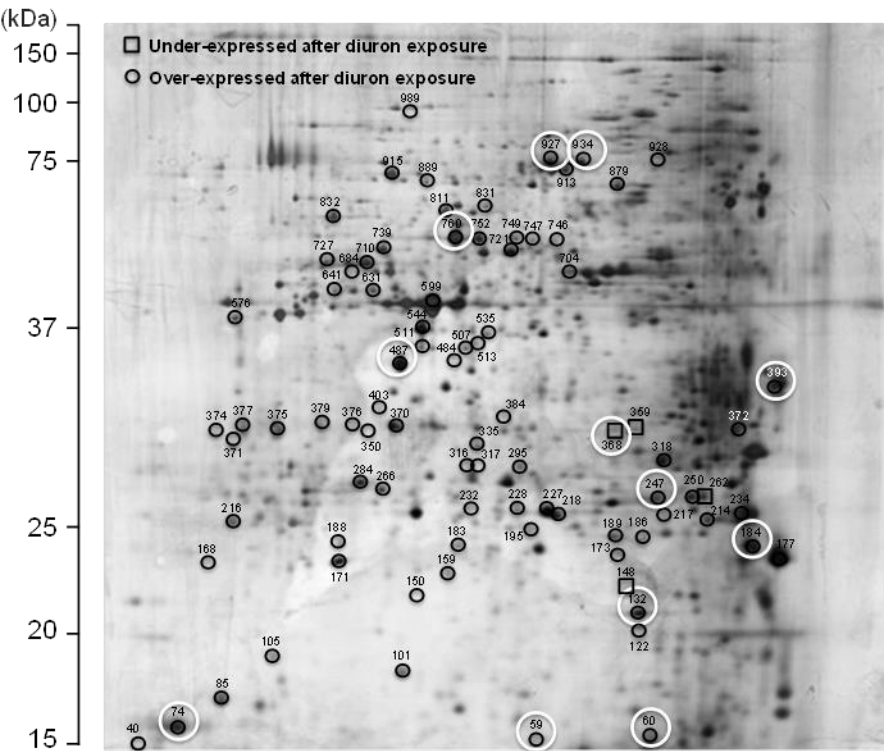 (kDa)
150
100
75
37
25
20
15
Under-expressed after diuron exposure
Over-expressed after diuron exposure
989
927 934 928
915 889 913 879
832 811 831
760 752 749 747 746
739 721
727 710
684 704
641 631
599
576
544 535
511 507
487 484 513
393
403
384
374 377 375 379 376 370 359 372
371 350 368
335
316 317 295 318
284 266 247 250 262
216 232 228 227 218 217 214 234
195
188 183 189 186 184
168 171 173 177
159
150 148
132
122
105 101
85
74 59 60
40